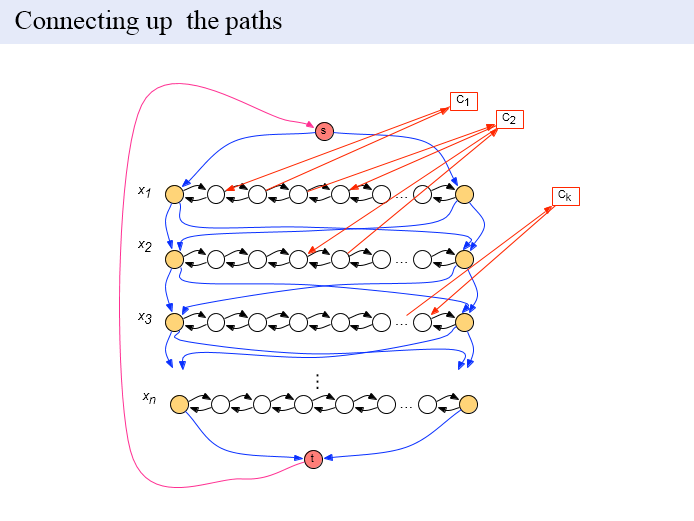 Connecting up the paths
C1
C2
s
x1
Ck
...
x2
...
x3
...
⋮
xn
...
t